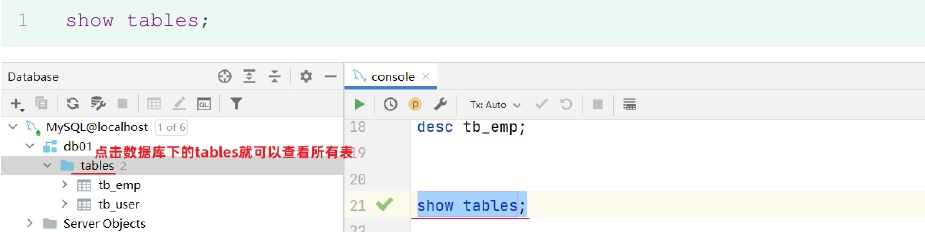 1 show tables;
Database
console
Tx: Auto
MySQL@localhost 1 of 6
18 desc tb_emp;
db01
点击数据库下的tables就可以查看所有表
19
tables 2
20
tb_emp
tb_user
21 show tables;
Server Objects
22